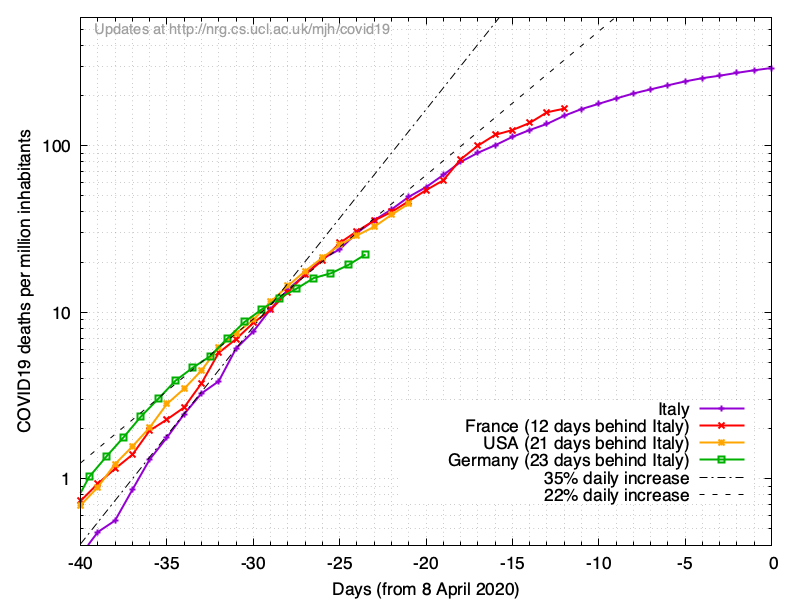 Updates at http://nrg.cs.ucl.ac.uk/mjh/covid19
COVID19 deaths per million inhabitants
100
10
1
Italy
France (12 days behind Italy)
USA (21 days behind Italy)
Germany (23 days behind Italy)
35% daily increase
22% daily increase
-40 -35 -30 -25 -20 -15 -10 -5 0
Days (from 8 April 2020)